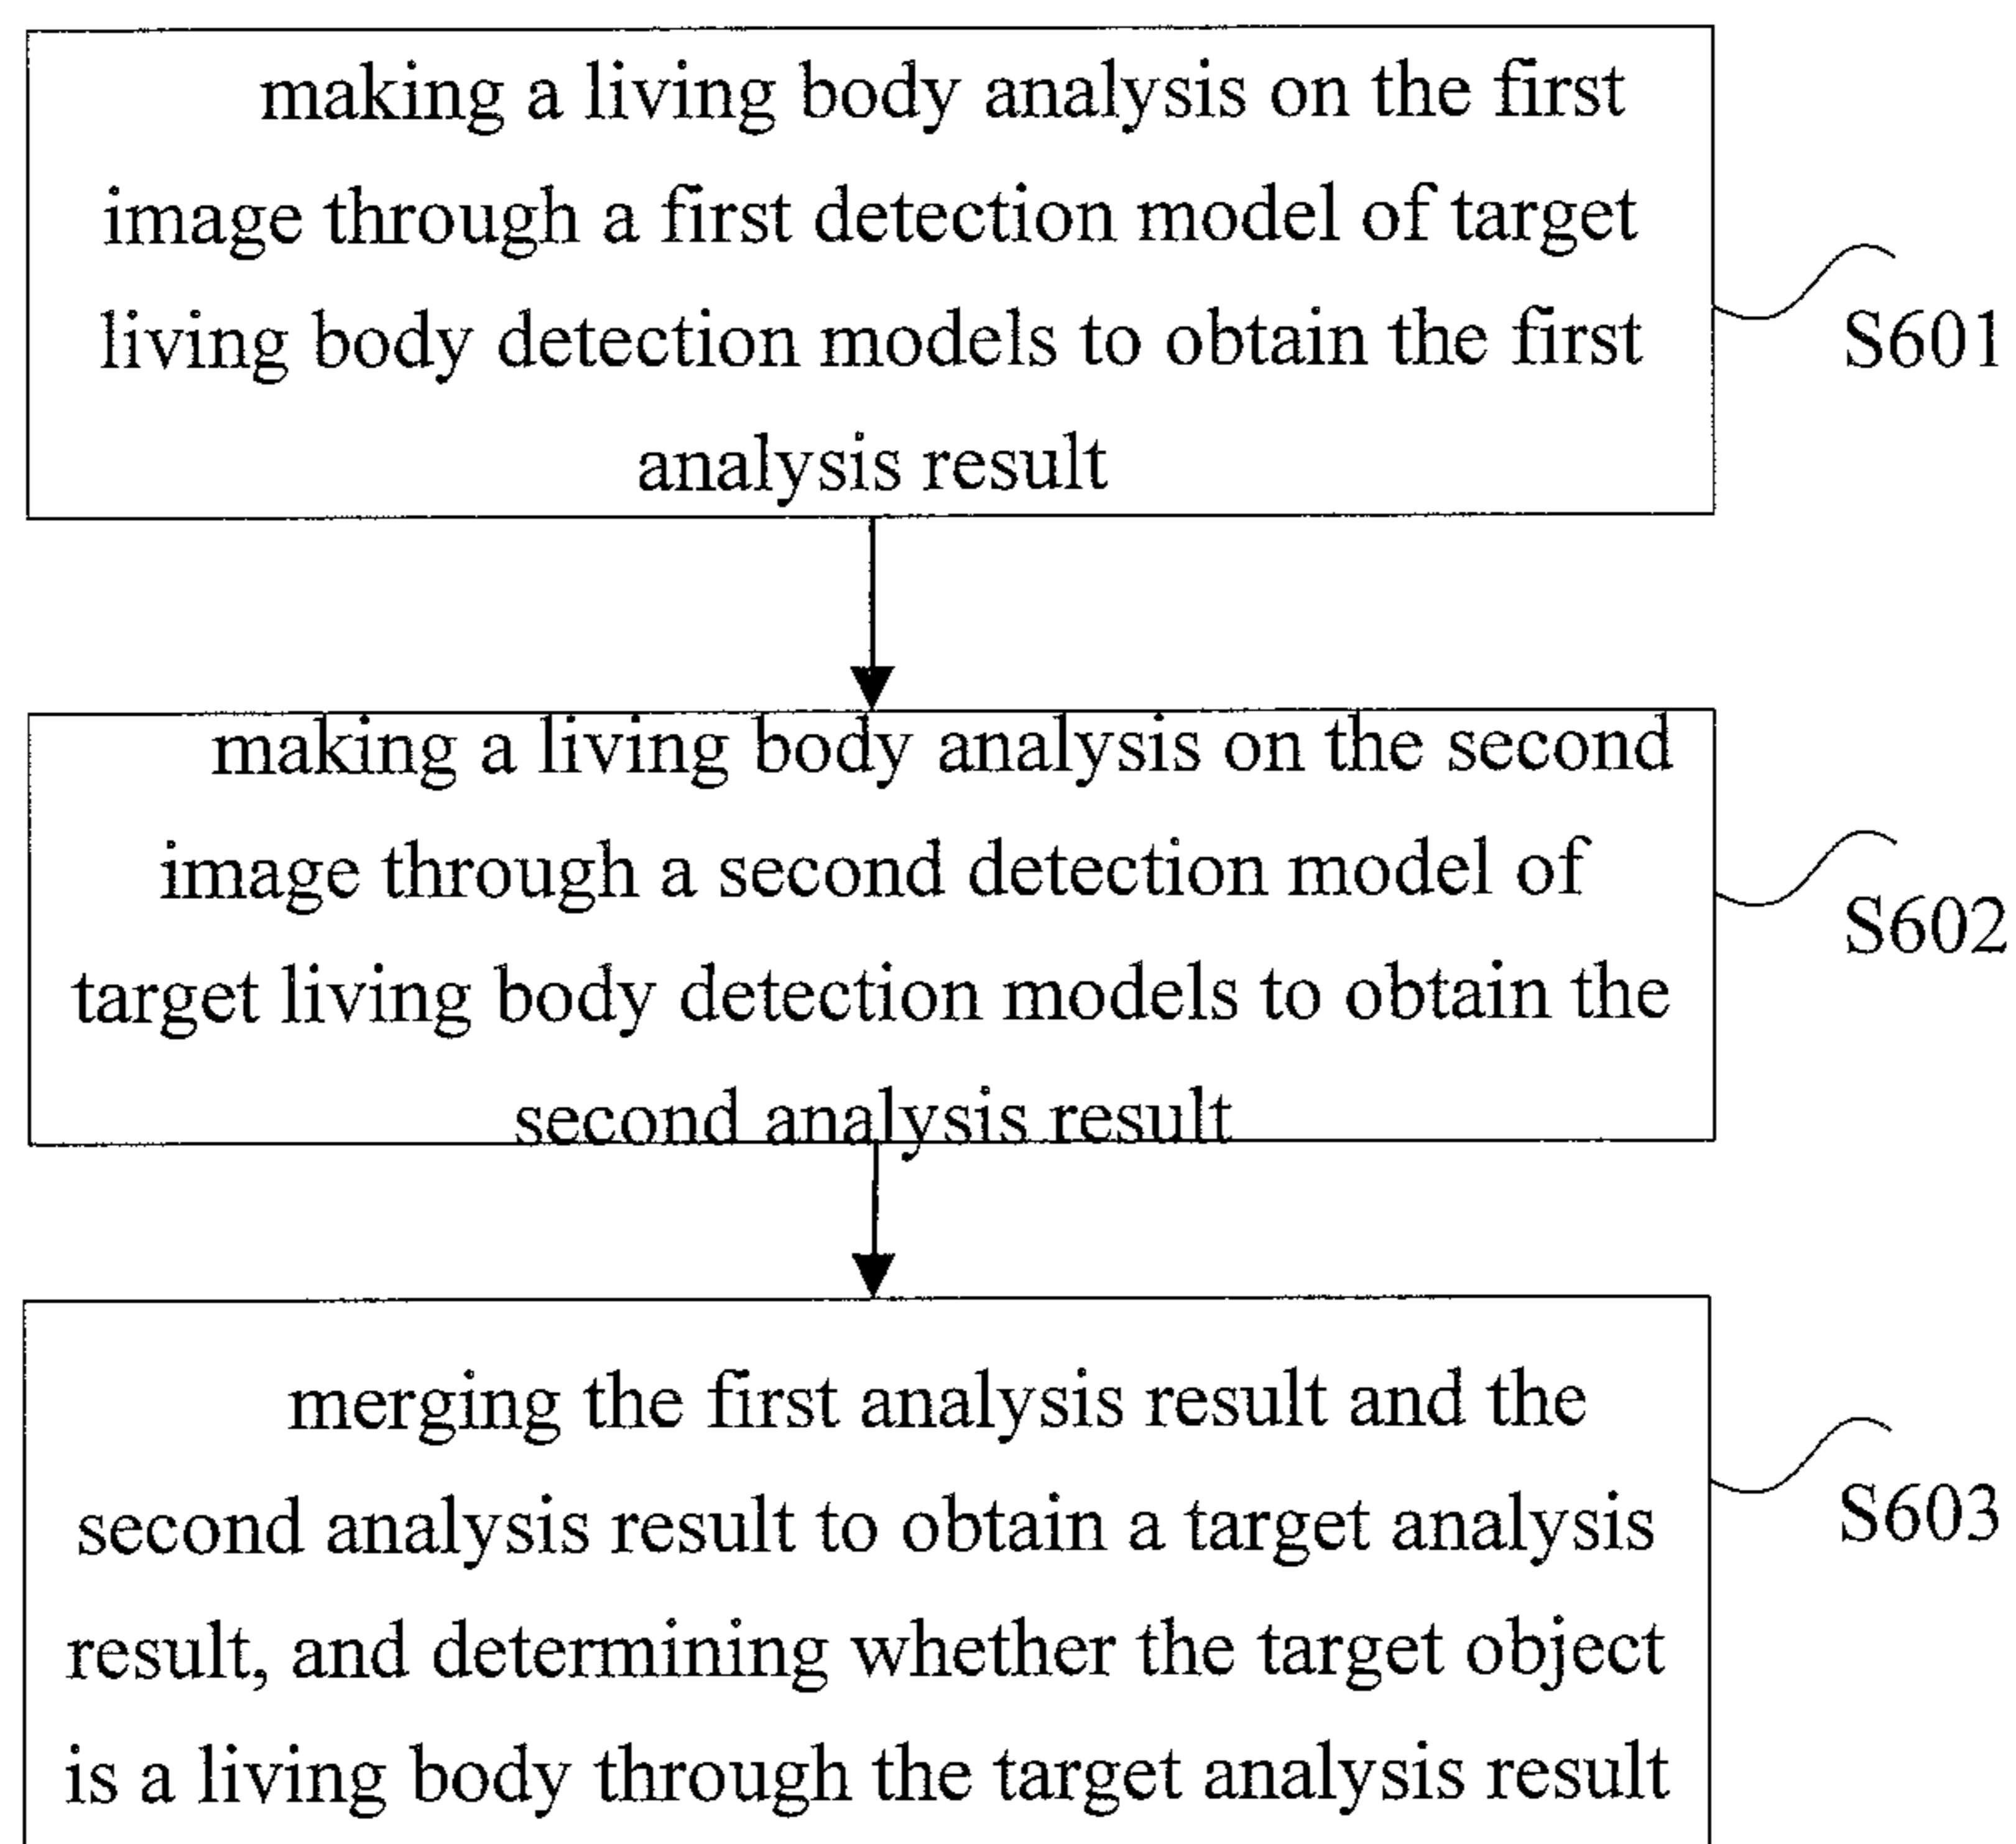 making a living body analysis on the first
image through a first detection model of target
living body detection models to obtain the first
analysis result
S601
making a living body analysis on the second
image through a second detection model of
target living body detection models to obtain the
second analysis result
S602
merging the first analysis result and the
second analysis result to obtain a target analysis
result, and determining whether the target object
is a living body through the target analysis result
S603